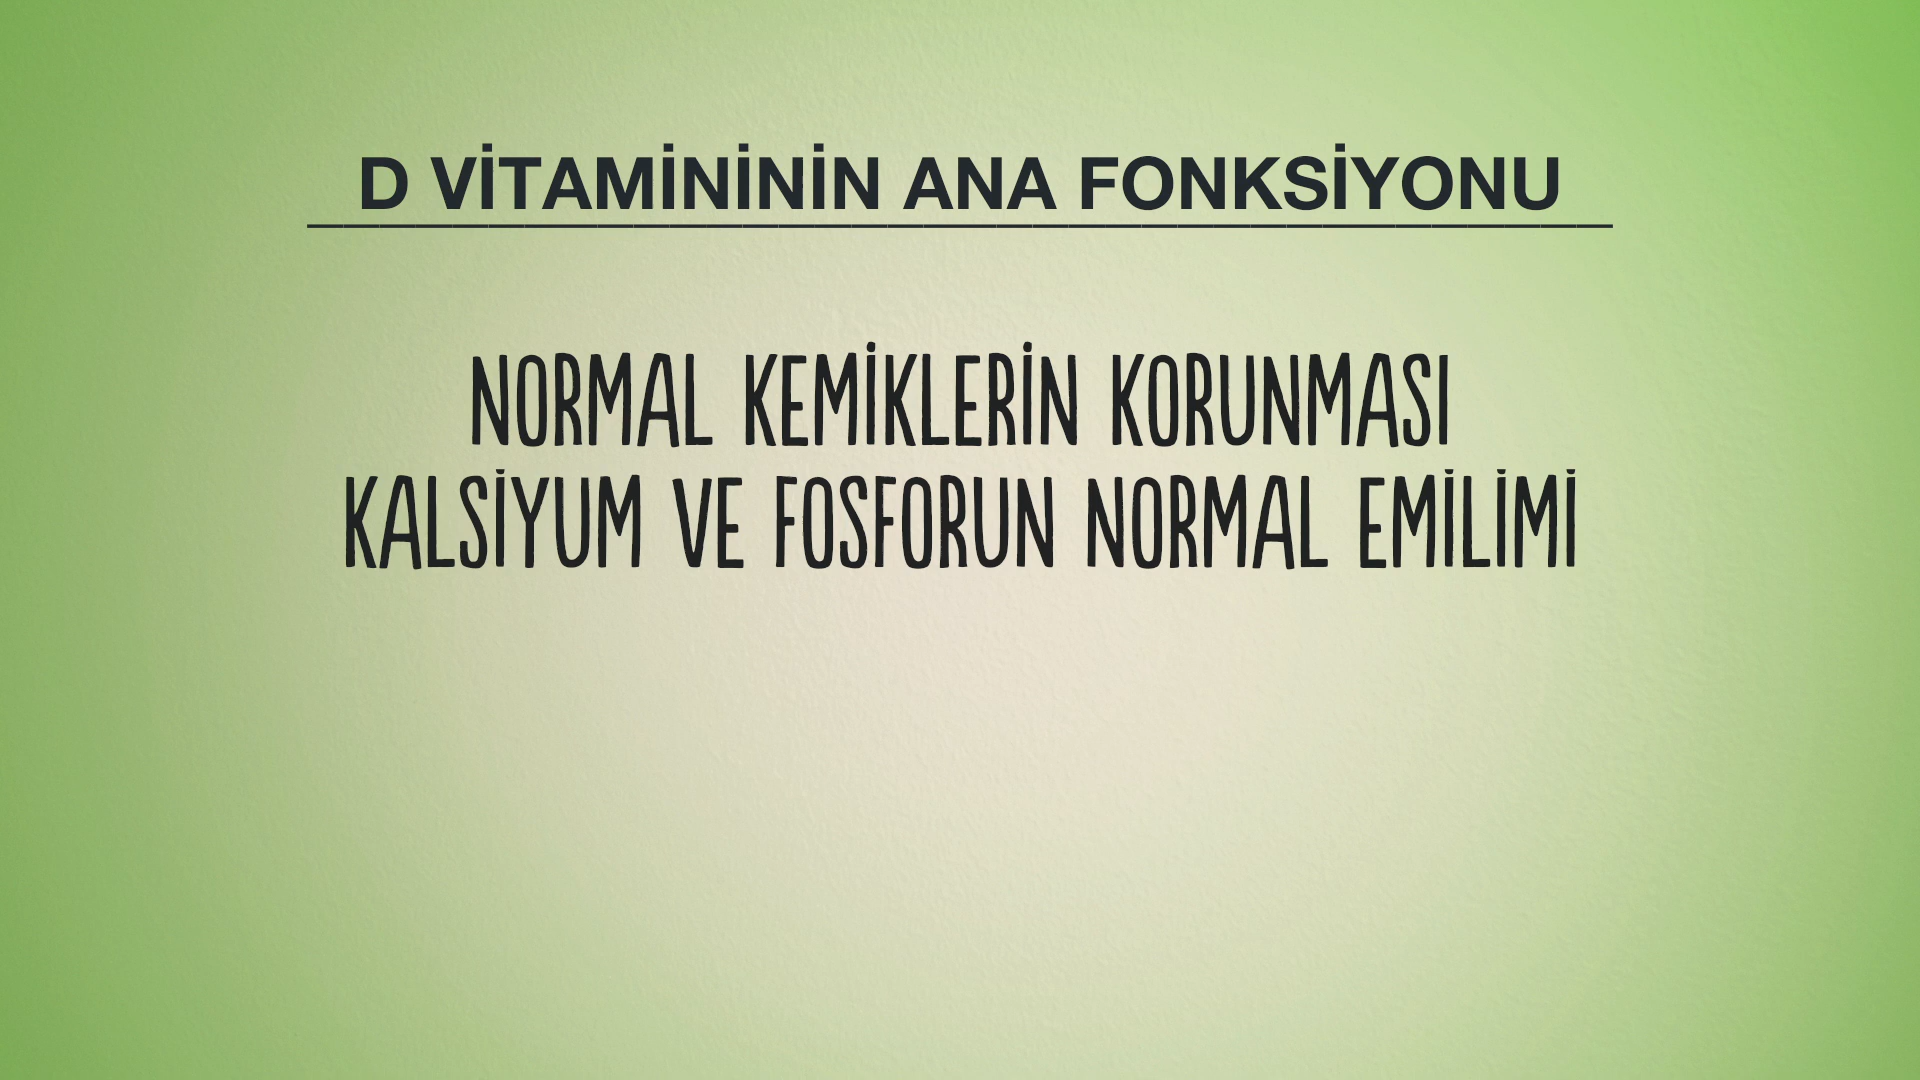 D VİTAMİNİNİN ANA FONKSİYONU
NORMAL KEMİKLERİN KORUNMASI
KALSİYUM VE FOSFORUN NORMAL EMİLİMİ